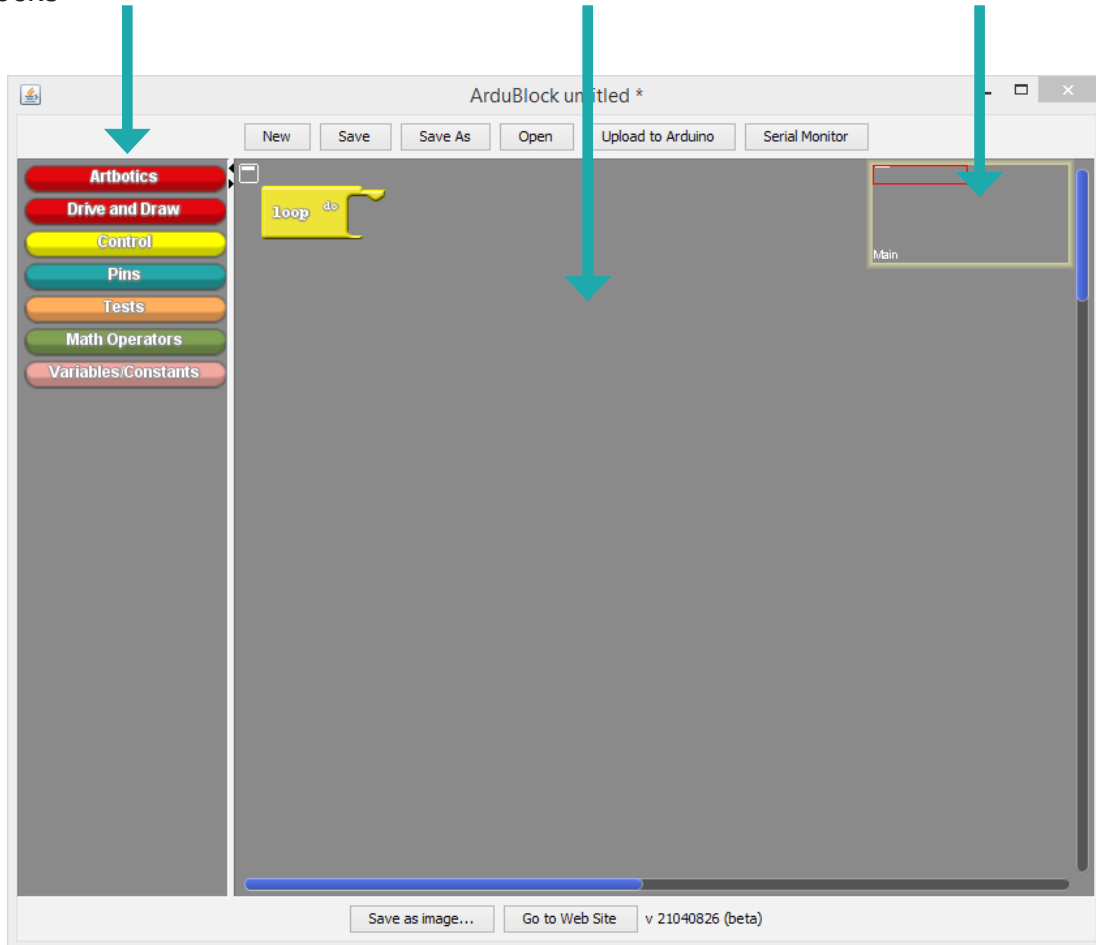 ArduBlock untitled *
New Save Save As Open Upload to Arduino Serial Monitor
Artbotics
Drive and Draw
Control
Pins
Tests
Math Operators
Variables/Constants
loop do
Main
Save as image... Go to Web Site v 21040826 (beta)